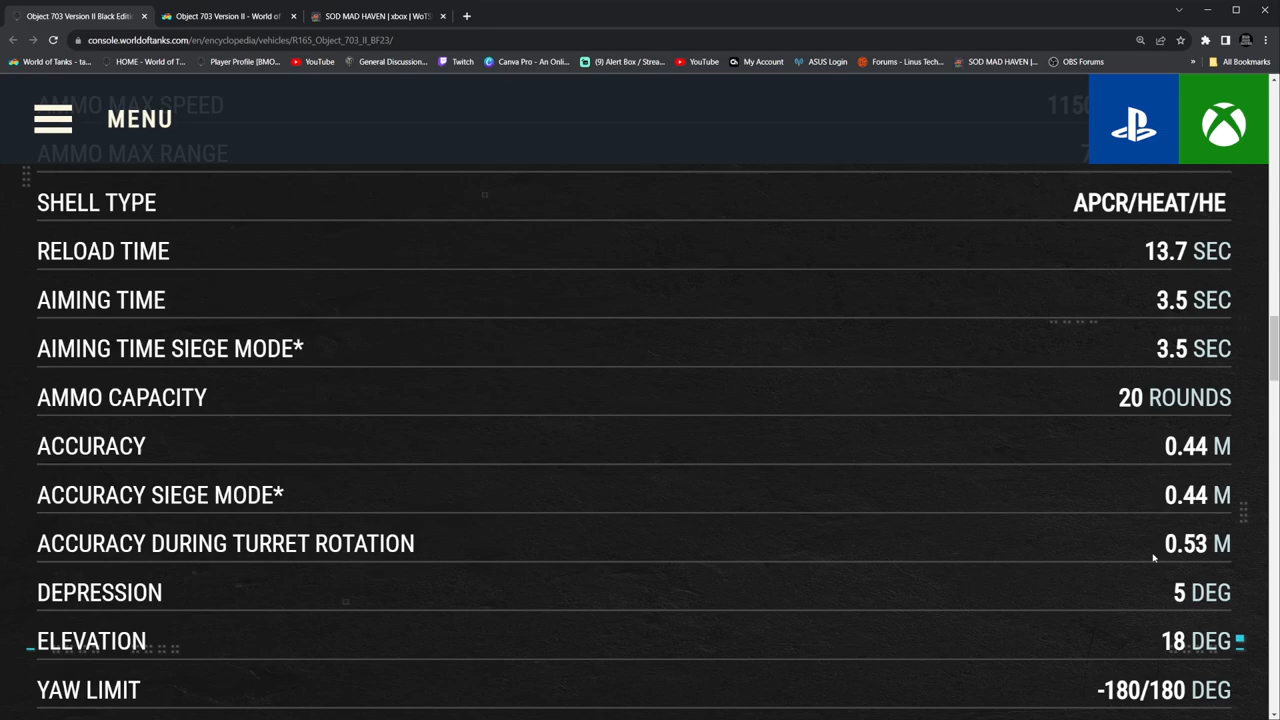 Object 703 Version II Black Editi
Object 703 Version II - World of
SOD MAD HAVEN | xbox | WoTS
console.worldoftanks.com/en/encyclopedia/vehicles/R165_Object_703_II_BF23/
World of Tanks - ta... HOME - World of T... Player Profile [BMO... YouTube General Discussion... Twitch Canva Pro - An Onli... (9) Alert Box / Strea... YouTube My Account ASUS Login Forums - Linus Tech... SOD MAD HAVEN |... OBS Forums » All Bookmarks
AMMO MAX SPEED 1150
MENU
AMMO MAX RANGE 7
SHELL TYPE APCR/HEAT/HE
RELOAD TIME 13.7 SEC
AIMING TIME 3.5 SEC
AIMING TIME SIEGE MODE* 3.5 SEC
AMMO CAPACITY 20 ROUNDS
ACCURACY 0.44 M
ACCURACY SIEGE MODE* 0.44 M
ACCURACY DURING TURRET ROTATION 0.53 M
DEPRESSION 5 DEG
ELEVATION 18 DEG
YAW LIMIT -180/180 DEG